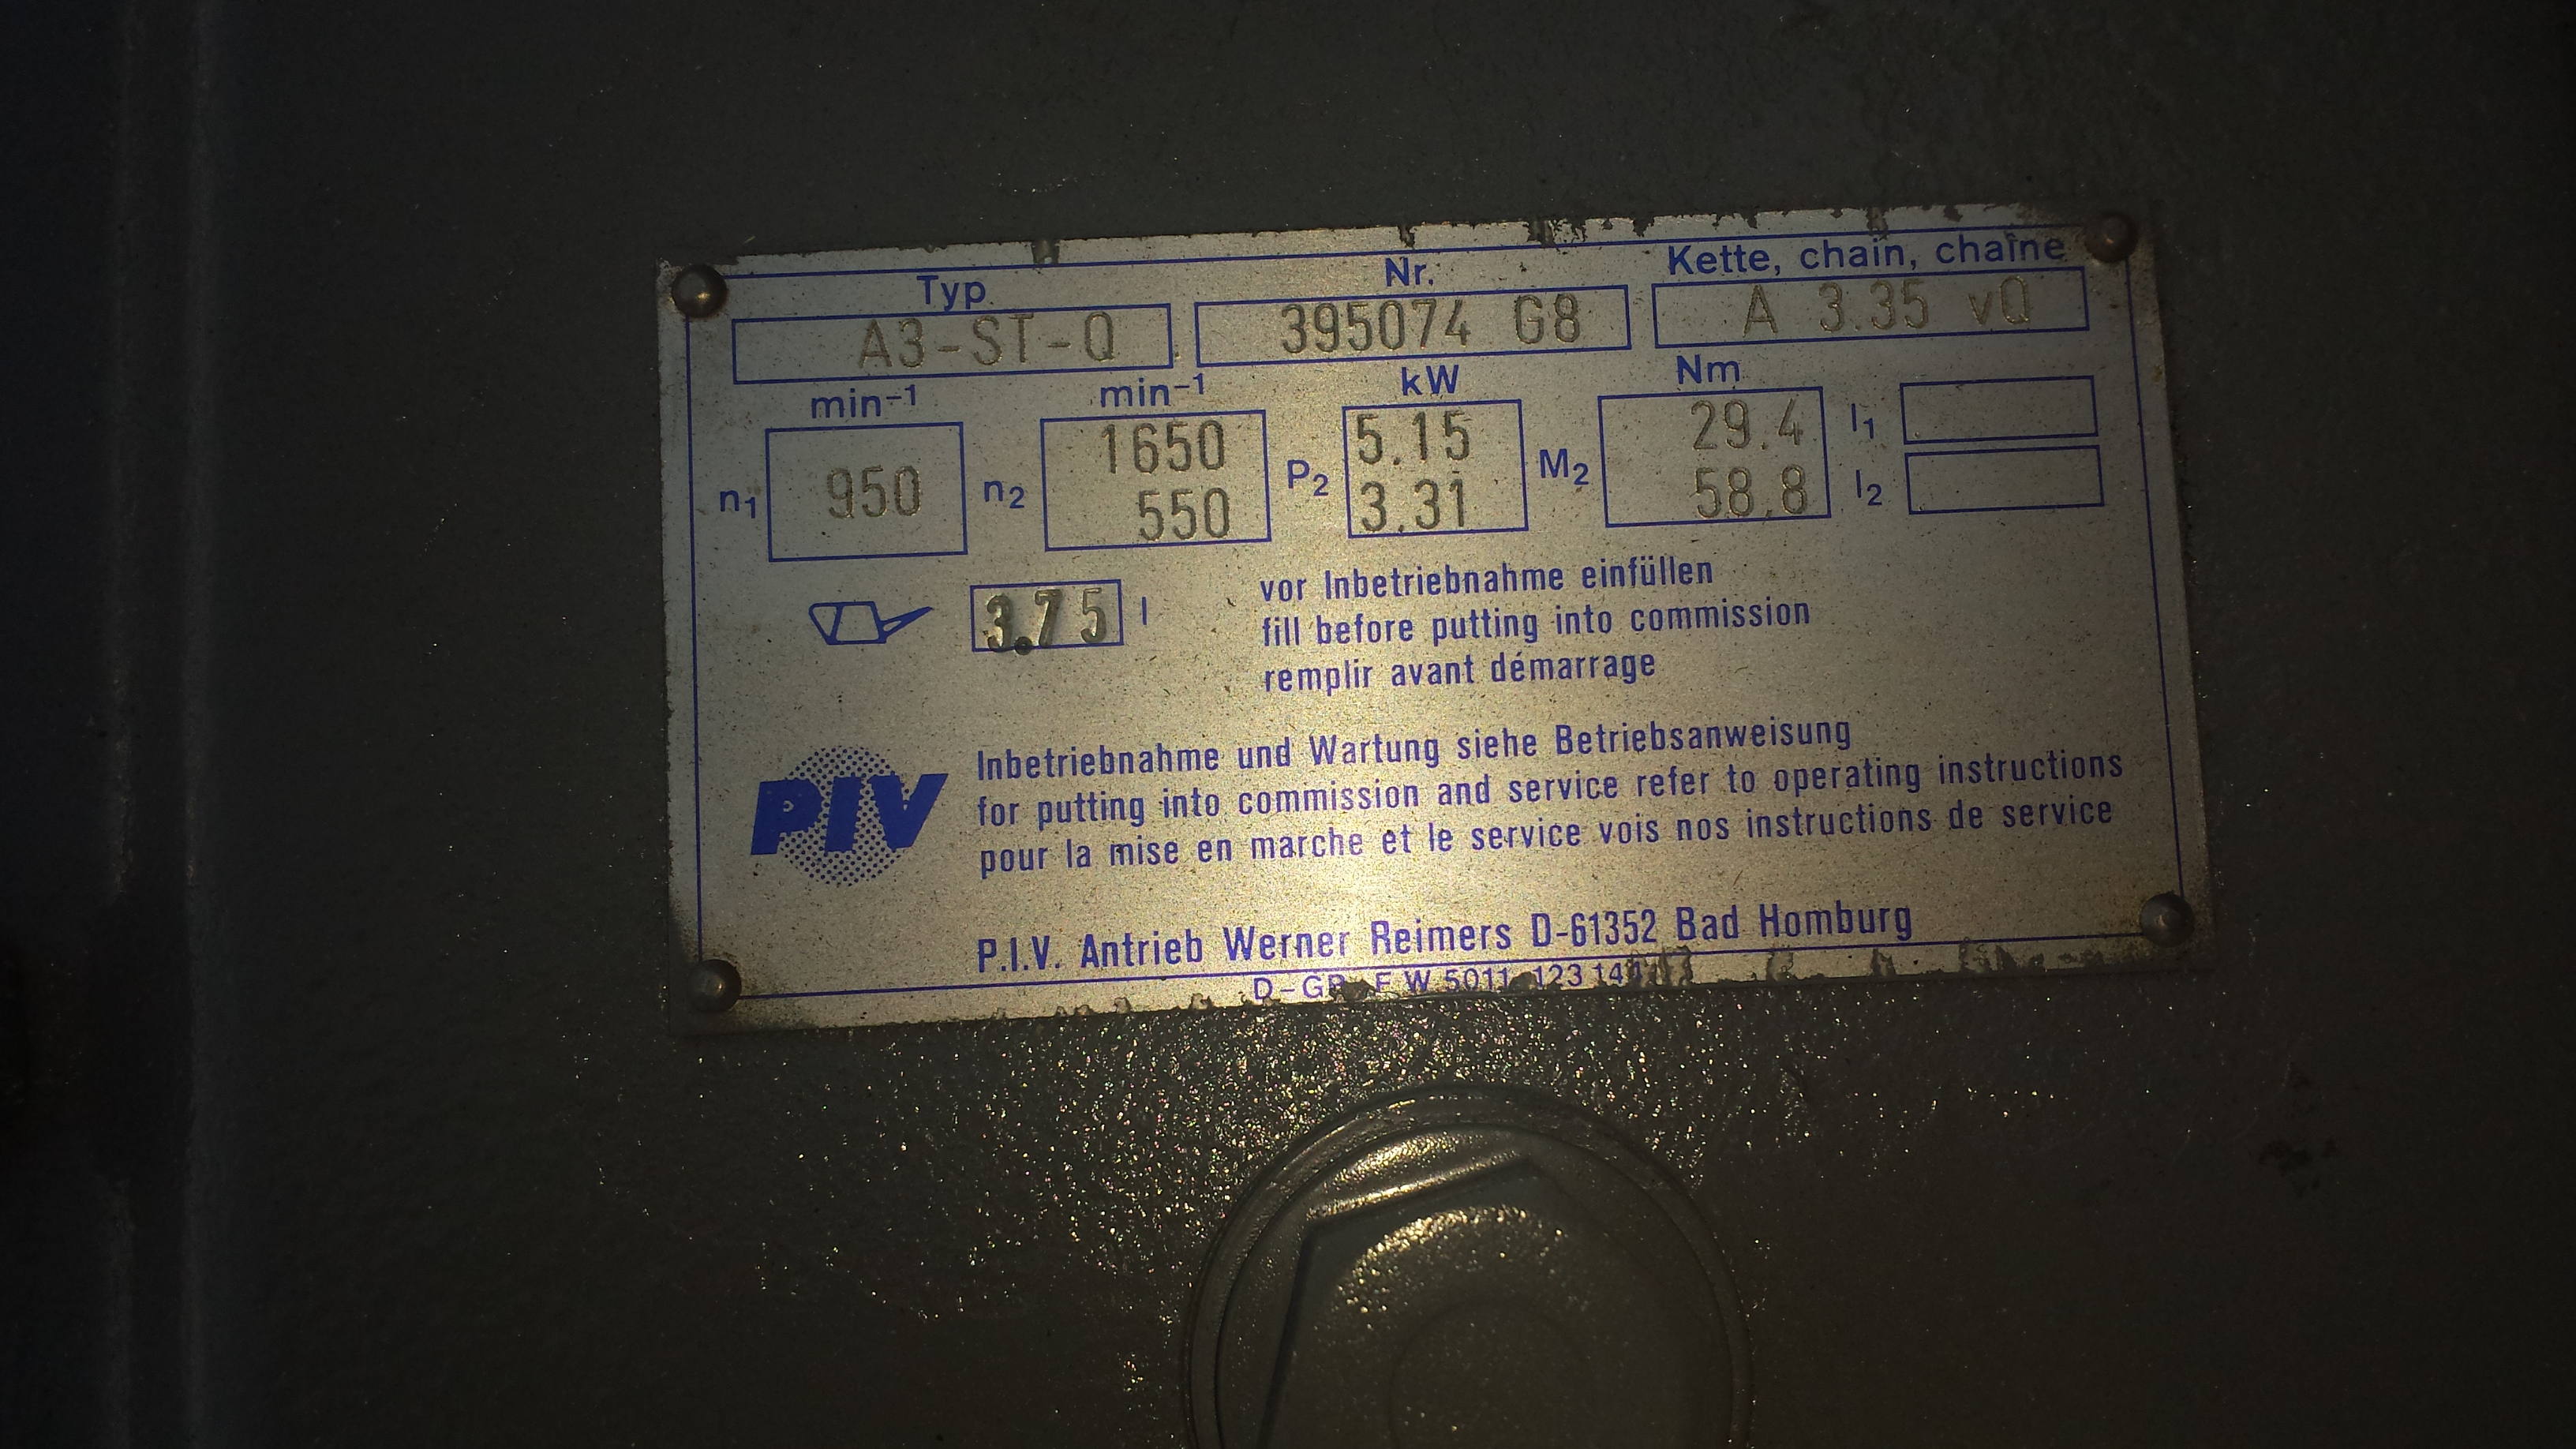 Typ Nr. Kette, chain, chaîne
A3-ST-Q 395074 G8 A 3.35 vQ
min-1 min-1 kW Nm
n1 950 n2 1650 550 P2 5.15 3.31 M2 29.4 58.8 I1 I2
3.75 l
vor Inbetriebnahme einfüllen
fill before putting into commission
remplir avant démarrage
PIV
Inbetriebnahme und Wartung siehe Betriebsanweisung
for putting into commission and service refer to operating instructions
pour la mise en marche et le service vois nos instructions de service
P.I.V. Antrieb Werner Reimers D-61352 Bad Homburg
W 5011 123